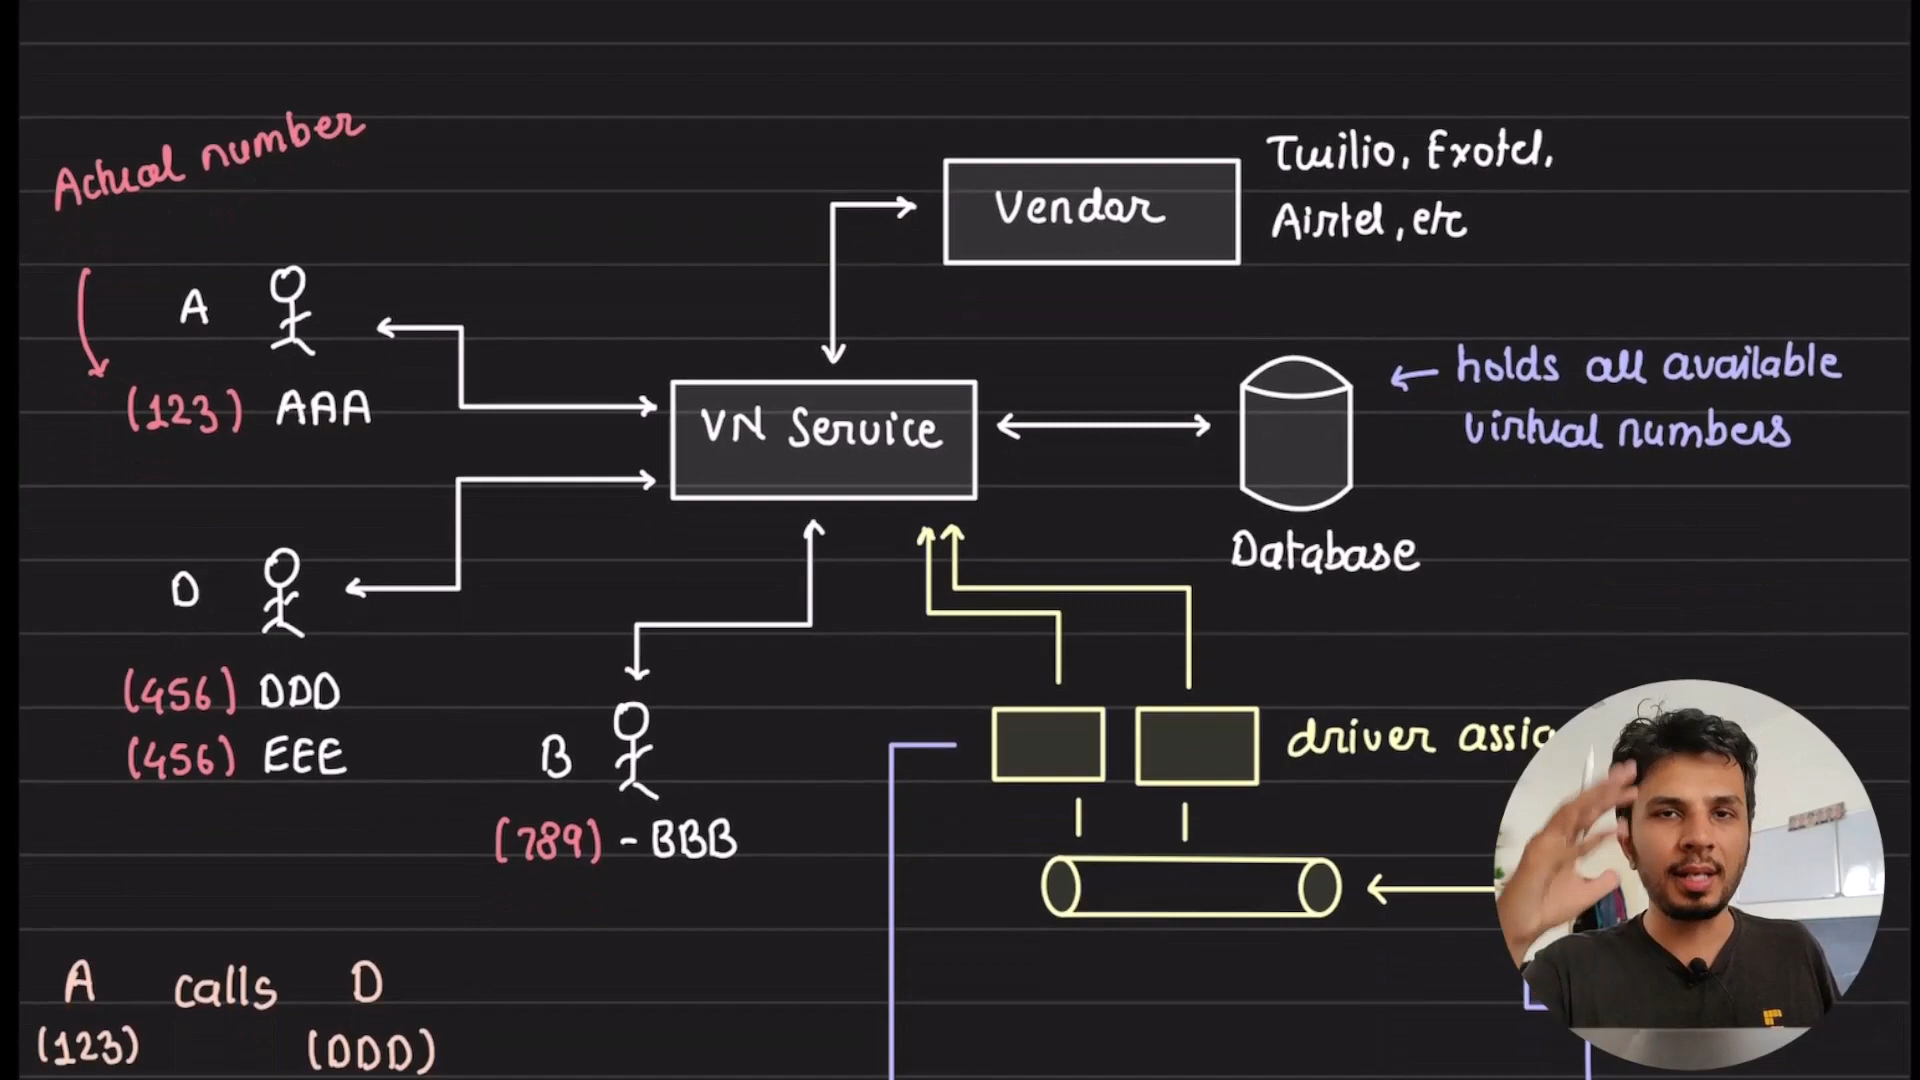 Actual number
Twilio, Exotel,
Airtel, etc
Vendor
A
(123) AAA
VN Service
← holds all available
virtual numbers
Database
D
(456) DDD
(456) EEE
B
(789) - BBB
driver
A calls D
(123) (DDD)